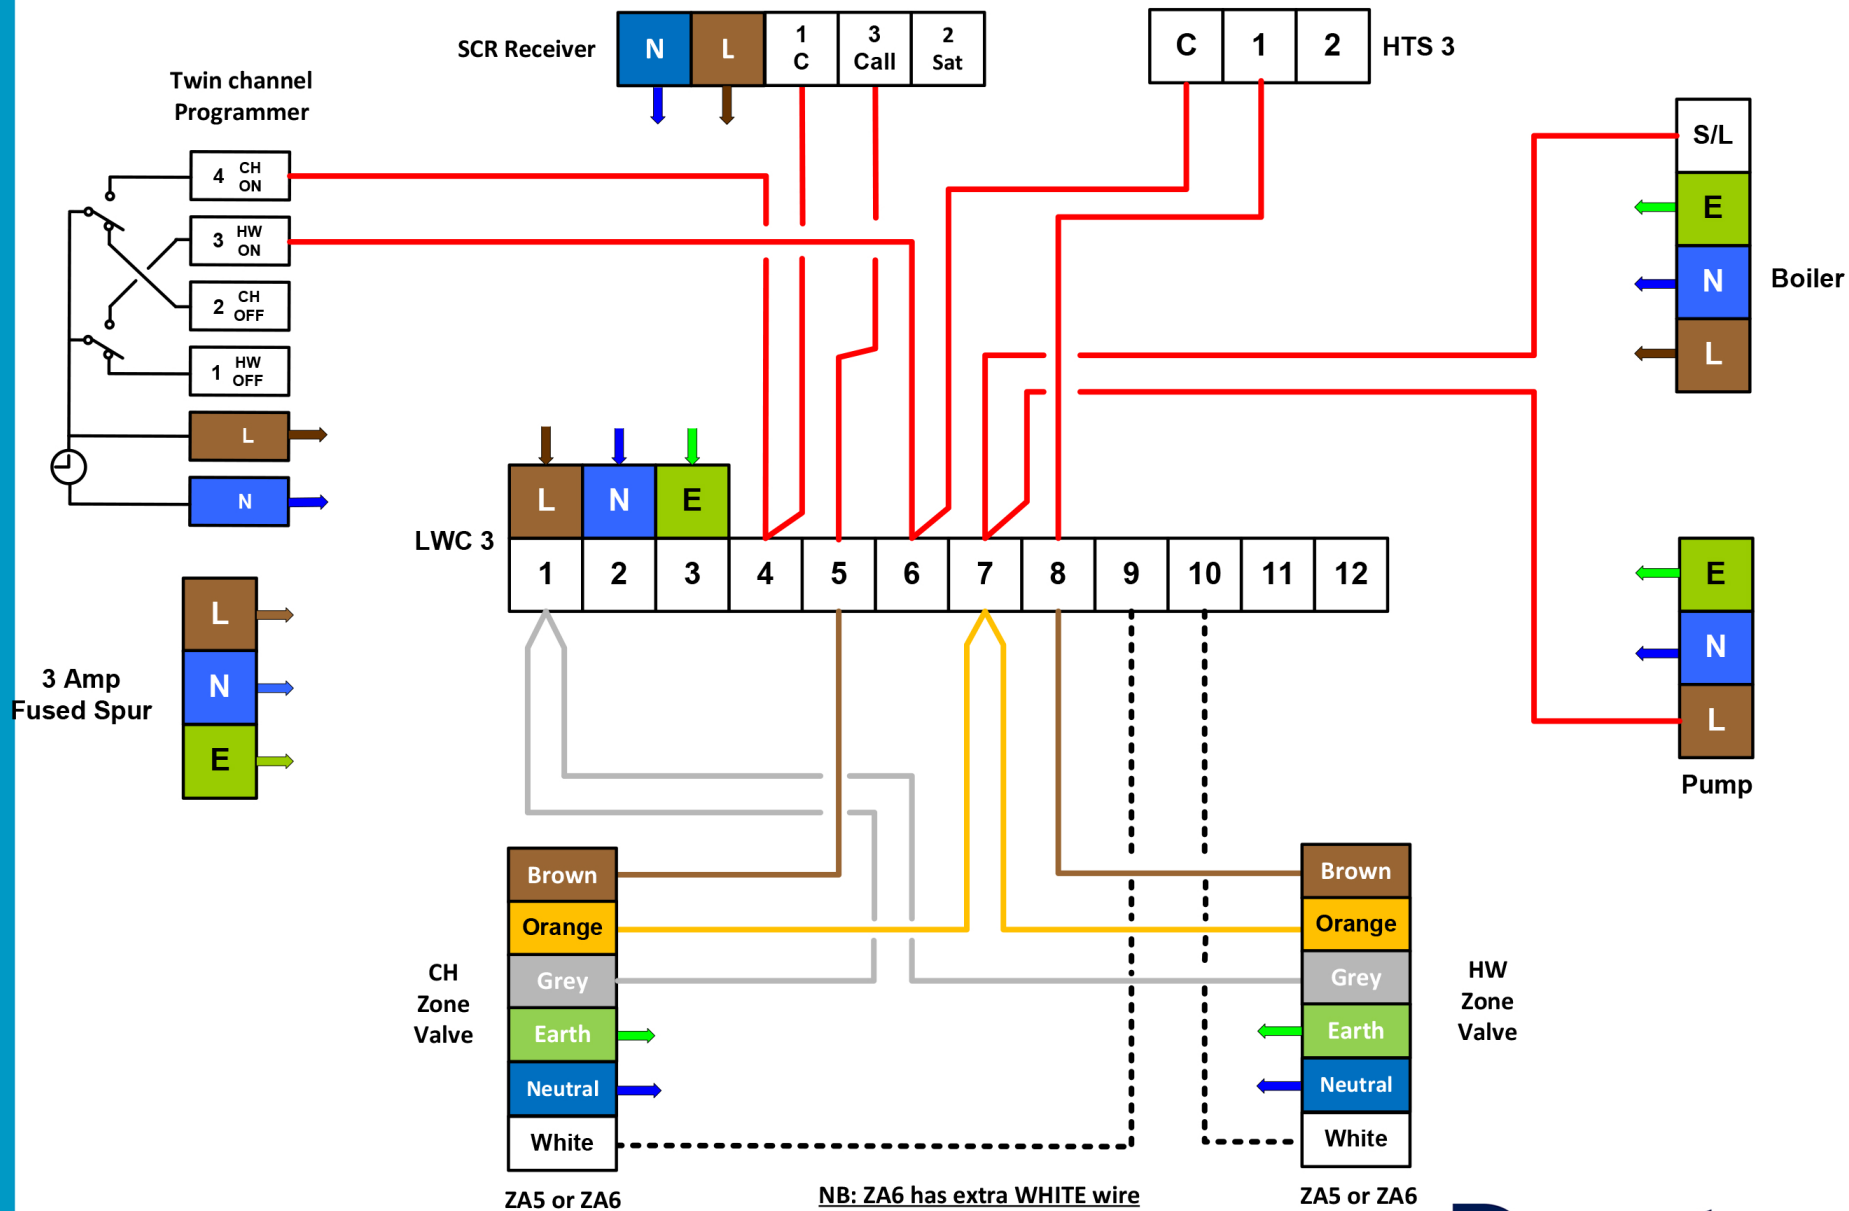 SCR Receiver
N
L
1
C
3
Call
2
Sat
C
1
2
HTS 3
Twin channel
Programmer
4
CH
ON
3
HW
ON
2
CH
OFF
1
HW
OFF
L
N
S/L
E
N
L
Boiler
L
N
E
LWC 3
1
2
3
4
5
6
7
8
9
10
11
12
3 Amp
Fused Spur
L
N
E
E
N
L
Pump
CH
Zone
Valve
Brown
Orange
Grey
Earth
Neutral
White
ZA5 or ZA6
Brown
Orange
Grey
Earth
Neutral
White
HW
Zone
Valve
ZA5 or ZA6
NB: ZA6 has extra WHITE wire